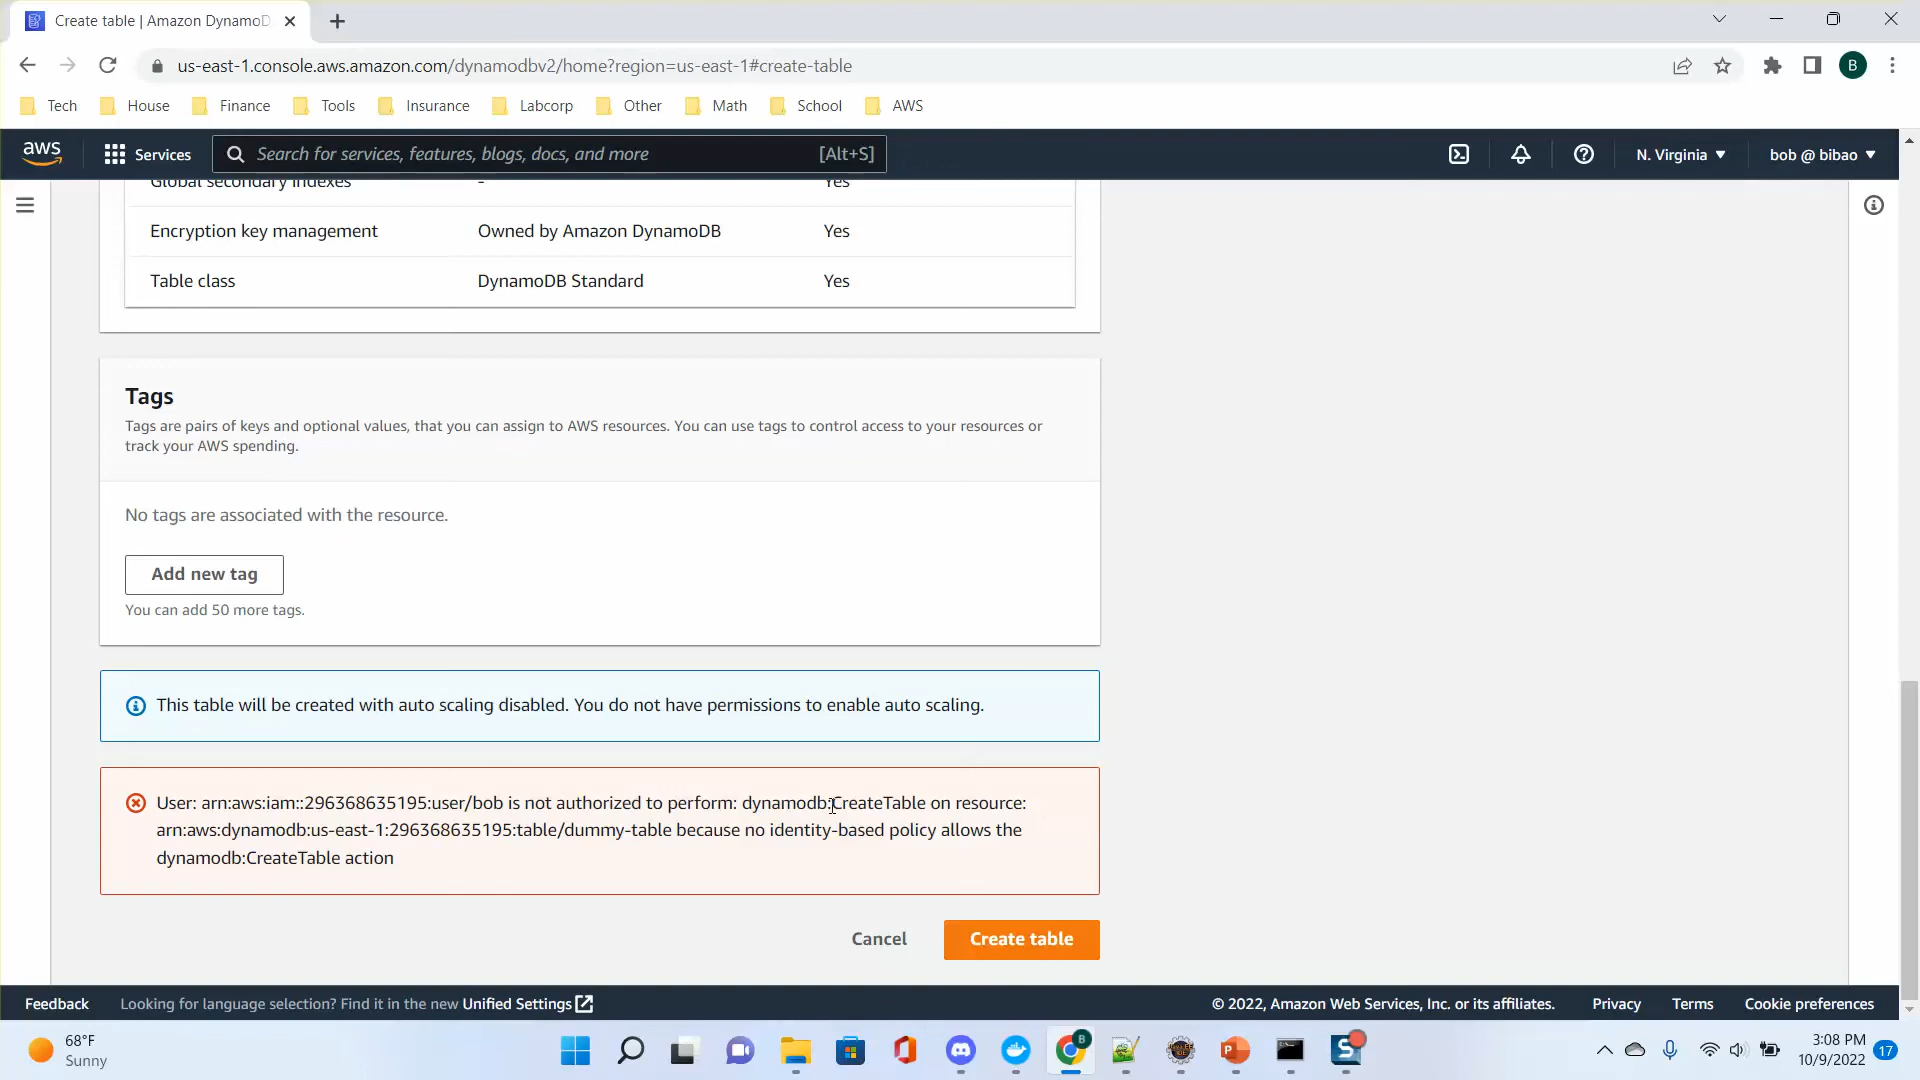 Create table | Amazon DynamoD
us-east-1.console.aws.amazon.com/dynamodbv2/home?region=us-east-1#create-table
B
Tech House Finance Tools Insurance Labcorp Other Math School AWS
aws Services Search for services, features, blogs, docs, and more [Alt+S] N. Virginia bob @ bibao
Global secondary indexes - Yes
Encryption key management Owned by Amazon DynamoDB Yes
Table class DynamoDB Standard Yes
Tags
Tags are pairs of keys and optional values, that you can assign to AWS resources. You can use tags to control access to your resources or
track your AWS spending.
No tags are associated with the resource.
Add new tag
You can add 50 more tags.
This table will be created with auto scaling disabled. You do not have permissions to enable auto scaling.
User: arn:aws:iam::296368635195:user/bob is not authorized to perform: dynamodb:CreateTable on resource:
arn:aws:dynamodb:us-east-1:296368635195:table/dummy-table because no identity-based policy allows the
dynamodb:CreateTable action
Cancel Create table
Feedback Looking for language selection? Find it in the new Unified Settings © 2022, Amazon Web Services, Inc. or its affiliates. Privacy Terms Cookie preferences
68°F
Sunny
3:08 PM
10/9/2022
17